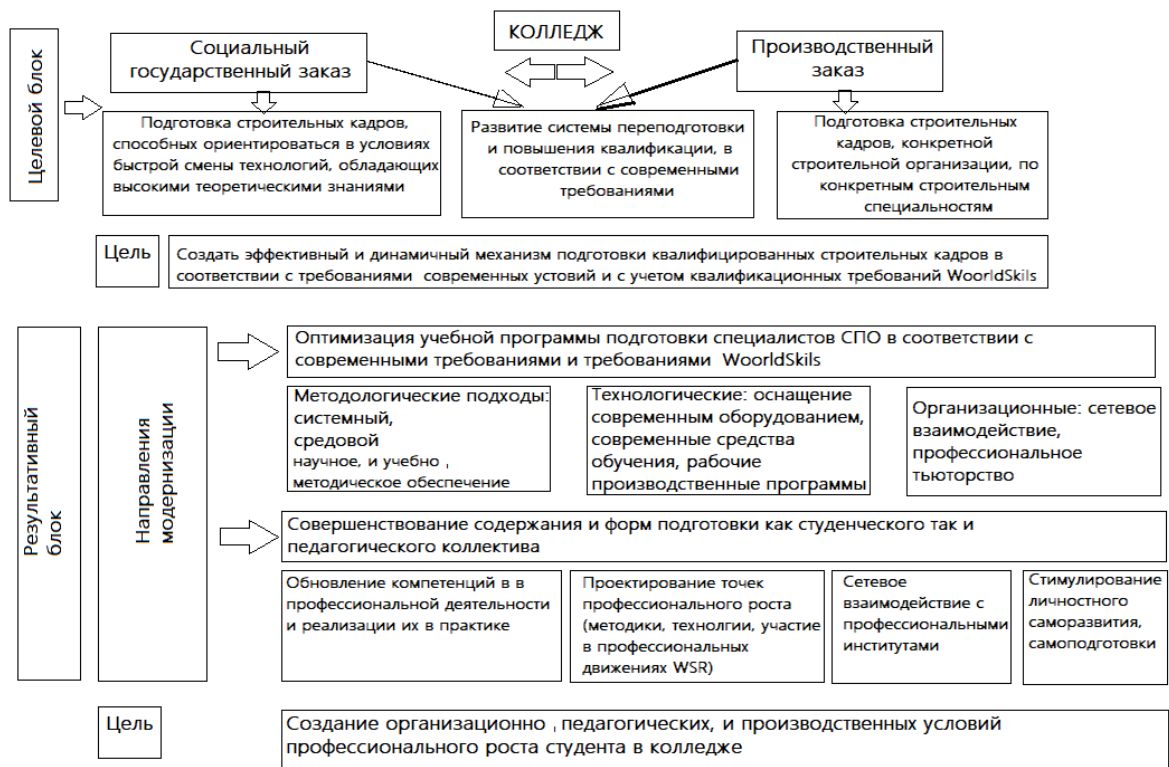 КОЛЛЕДЖ
Целевой блок
Социальный
государственный заказ
Производственный
заказ
Подготовка строительных кадров,
способных ориентироваться в условиях
быстрой смены технологий, обладающих
высокими теоретическими знаниями
Развитие системы переподготовки
и повышения квалификации, в
соответствии с современными
требованиями
Подготовка строительных
кадров, конкретной
строительной организации, по
конкретным строительным
специальностям
Цель
Создать эффективный и динамичный механизм подготовки квалифицированных строительных кадров в
соответствии с требованиями современных устовий и с учетом квалификационных требований WoorldSkils
Результативный
блок
Направления
модернизации
Оптимизация учебной программы подготовки специалистов СПО в соответствии с
современными требованиями и требованиями WoorldSkils
Методологические подходы:
системный,
средовой
научное, и учебно ,
методическое обеспечение
Технологические: оснащение
современным оборудованием,
современные средства
обучения, рабочие
производственные программы
Организационные: сетевое
взаимодействие,
профессиональное
тьюторство
Совершенствование содержания и форм подготовки как студенческого так и
педагогического коллектива
Обновление компетенций в в
профессиональной деятельности
и реализации их в практике
Проектирование точек
профессионального роста
(методики, технолгии, участие
в профессиональных
движениях WSR)
Сетевое
взаимодействие с
профессиональными
институтами
Стимулирование
личностного
саморазвития,
самоподготовки
Цель
Создание организационно , педагогических, и производственных условий
профессионального роста студента в колледже